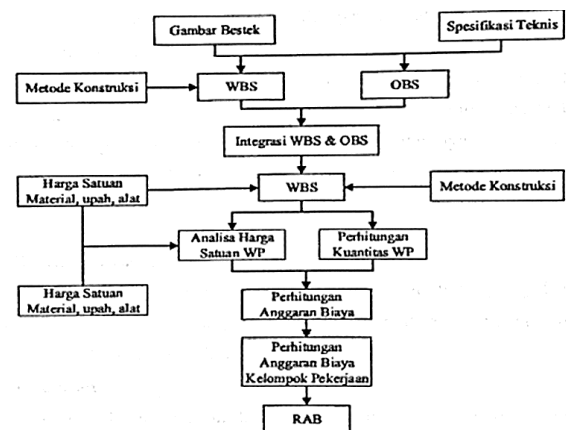 Gambar Bestek
Spesifikasi Teknis
Metode Konstruksi
WBS
OBS
Integrasi WBS & OBS
Harga Satuan
Material, upah, alat
WBS
Metode Konstruksi
Analisa Harga
Satuan WP
Perhitungan
Kuantitas WP
Harga Satuan
Material, upah, alat
Perhitungan
Anggaran Biaya
Perhitungan
Anggaran Biaya
Kelompok Pekerjaan
RAB